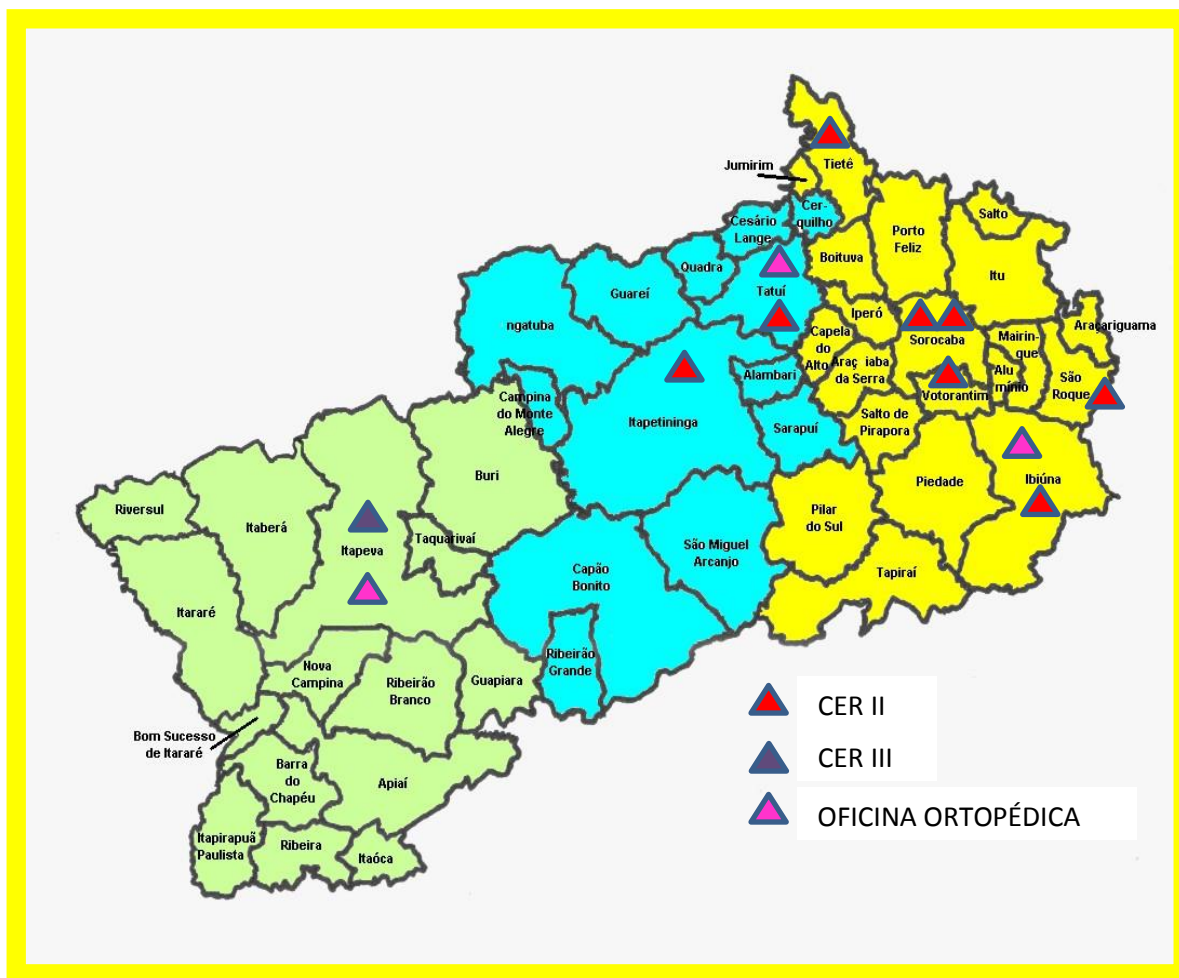 Jumirim
Tietê
Cer-
quilho
Cesário
Lange
Porto
Feliz
Salto
Boituva
Quadra
Itu
Guareí
Tatuí
Iperó
ngatuba
Capela
do
Alto
Sorocaba
Mairin-
que
Araçariguama
Araç iaba
da Serra
Alambari
Alu
mínio
São
Roque
Votorantim
Campina
do Monte
Alegre
Itapetininga
Sarapuí
Salto de
Pirapora
Buri
Piedade
Ibiúna
Riversul
Itaberá
Pilar
do Sul
Itapeva
Taquarivaí
São Miguel
Arcanjo
Capão
Bonito
Tapiraí
Itararé
Ribeirão
Grande
Nova
Campina
Ribeirão
Branco
Guapiara
Bom Sucesso
de Itararé
Barra
do
Chapéu
Apiaí
Itapirapuã
Paulista
Ribeira
Itaóca
CER II
CER III
OFICINA ORTOPÉDICA